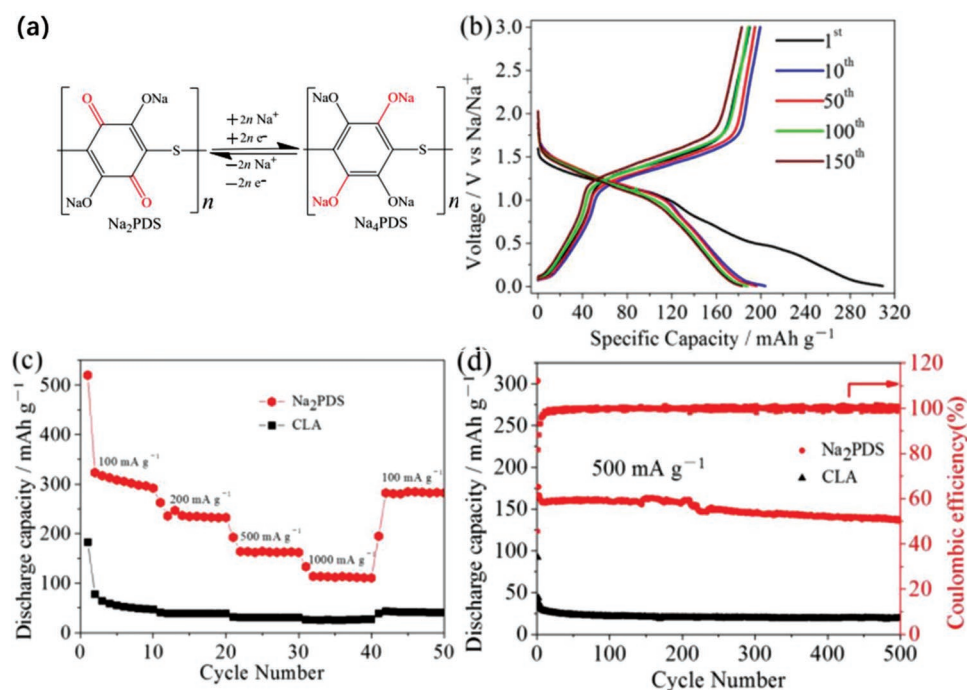 (a)
O
ONa
NaO
O
S
n
Na₂PDS
+2n Na⁺
+2n e⁻
−2n Na⁺
−2n e⁻
NaO
ONa
NaO
ONa
S
n
Na₄PDS
(b)
Voltage / V vs Na/Na⁺
3.0
2.5
2.0
1.5
1.0
0.5
0.0
1st
10th
50th
100th
150th
0 40 80 120 160 200 240 280 320
Specific Capacity / mAh g⁻¹
(c)
Discharge capacity / mAh g⁻¹
500
400
300
200
100
0
Na₂PDS
CLA
100 mA g⁻¹
200 mA g⁻¹
500 mA g⁻¹
1000 mA g⁻¹
100 mA g⁻¹
0 10 20 30 40 50
Cycle Number
(d)
Discharge capacity / mAh g⁻¹
300
250
200
150
100
50
0
500 mA g⁻¹
Na₂PDS
CLA
120
100
80
60
40
20
0
Coulombic efficiency(%)
0 100 200 300 400 500
Cycle Number